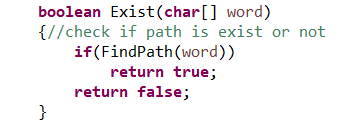 boolean Exist(char[] word)
{//check if path is exist or not
if(FindPath(word))
return true;
return false;
}